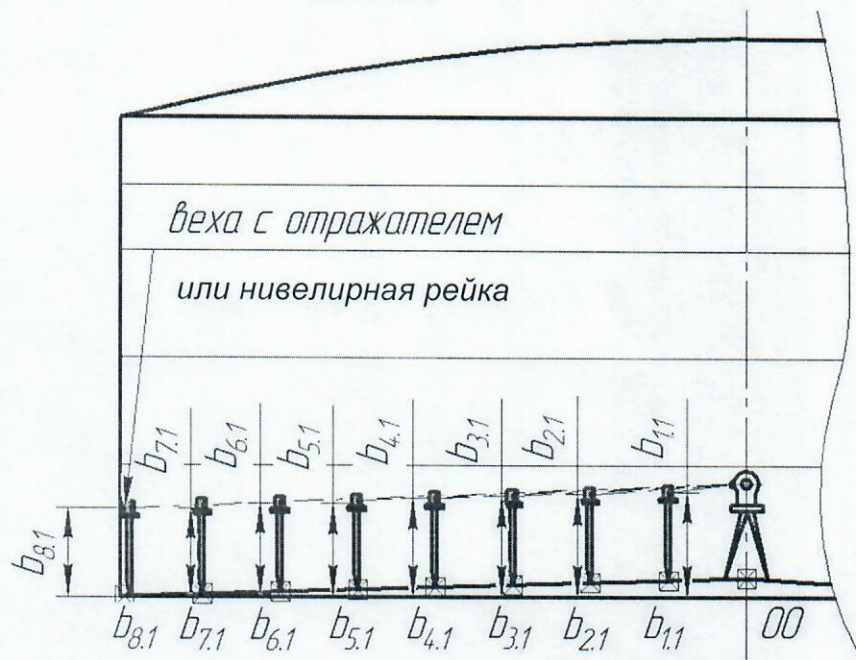 веха с отражателем
или нивелирная рейка
b7.1 b6.1 b5.1 b4.1 b3.1 b2.1 b1.1
b8.1
b8.1 b7.1 b6.1 b5.1 b4.1 b3.1 b2.1 b1.1 00